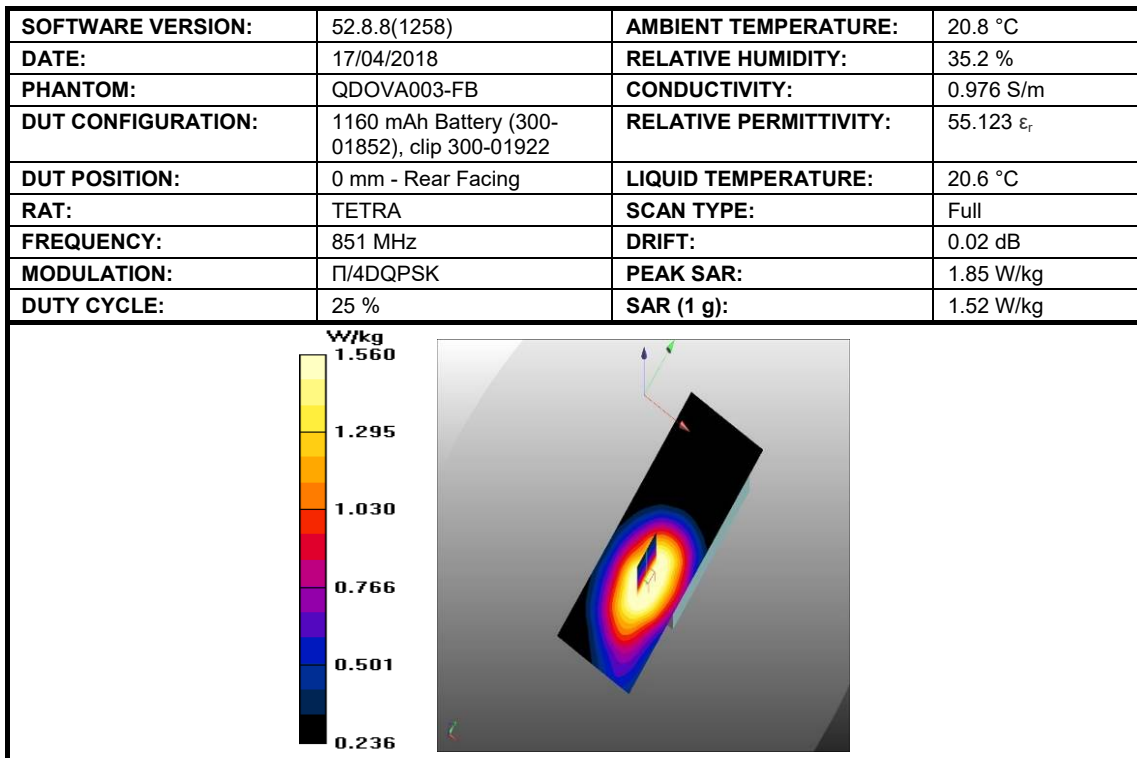 SOFTWARE VERSION: 52.8.8(1258) AMBIENT TEMPERATURE: 20.8 °C
DATE: 17/04/2018 RELATIVE HUMIDITY: 35.2 %
PHANTOM: QDOVA003-FB CONDUCTIVITY: 0.976 S/m
DUT CONFIGURATION: 1160 mAh Battery (300- RELATIVE PERMITTIVITY: 55.123 εr
01852), clip 300-01922
DUT POSITION: 0 mm - Rear Facing LIQUID TEMPERATURE: 20.6 °C
RAT: TETRA SCAN TYPE: Full
FREQUENCY: 851 MHz DRIFT: 0.02 dB
MODULATION: Π/4DQPSK PEAK SAR: 1.85 W/kg
DUTY CYCLE: 25 % SAR (1 g): 1.52 W/kg
W/kg
1.560
1.295
1.030
0.766
0.501
0.236